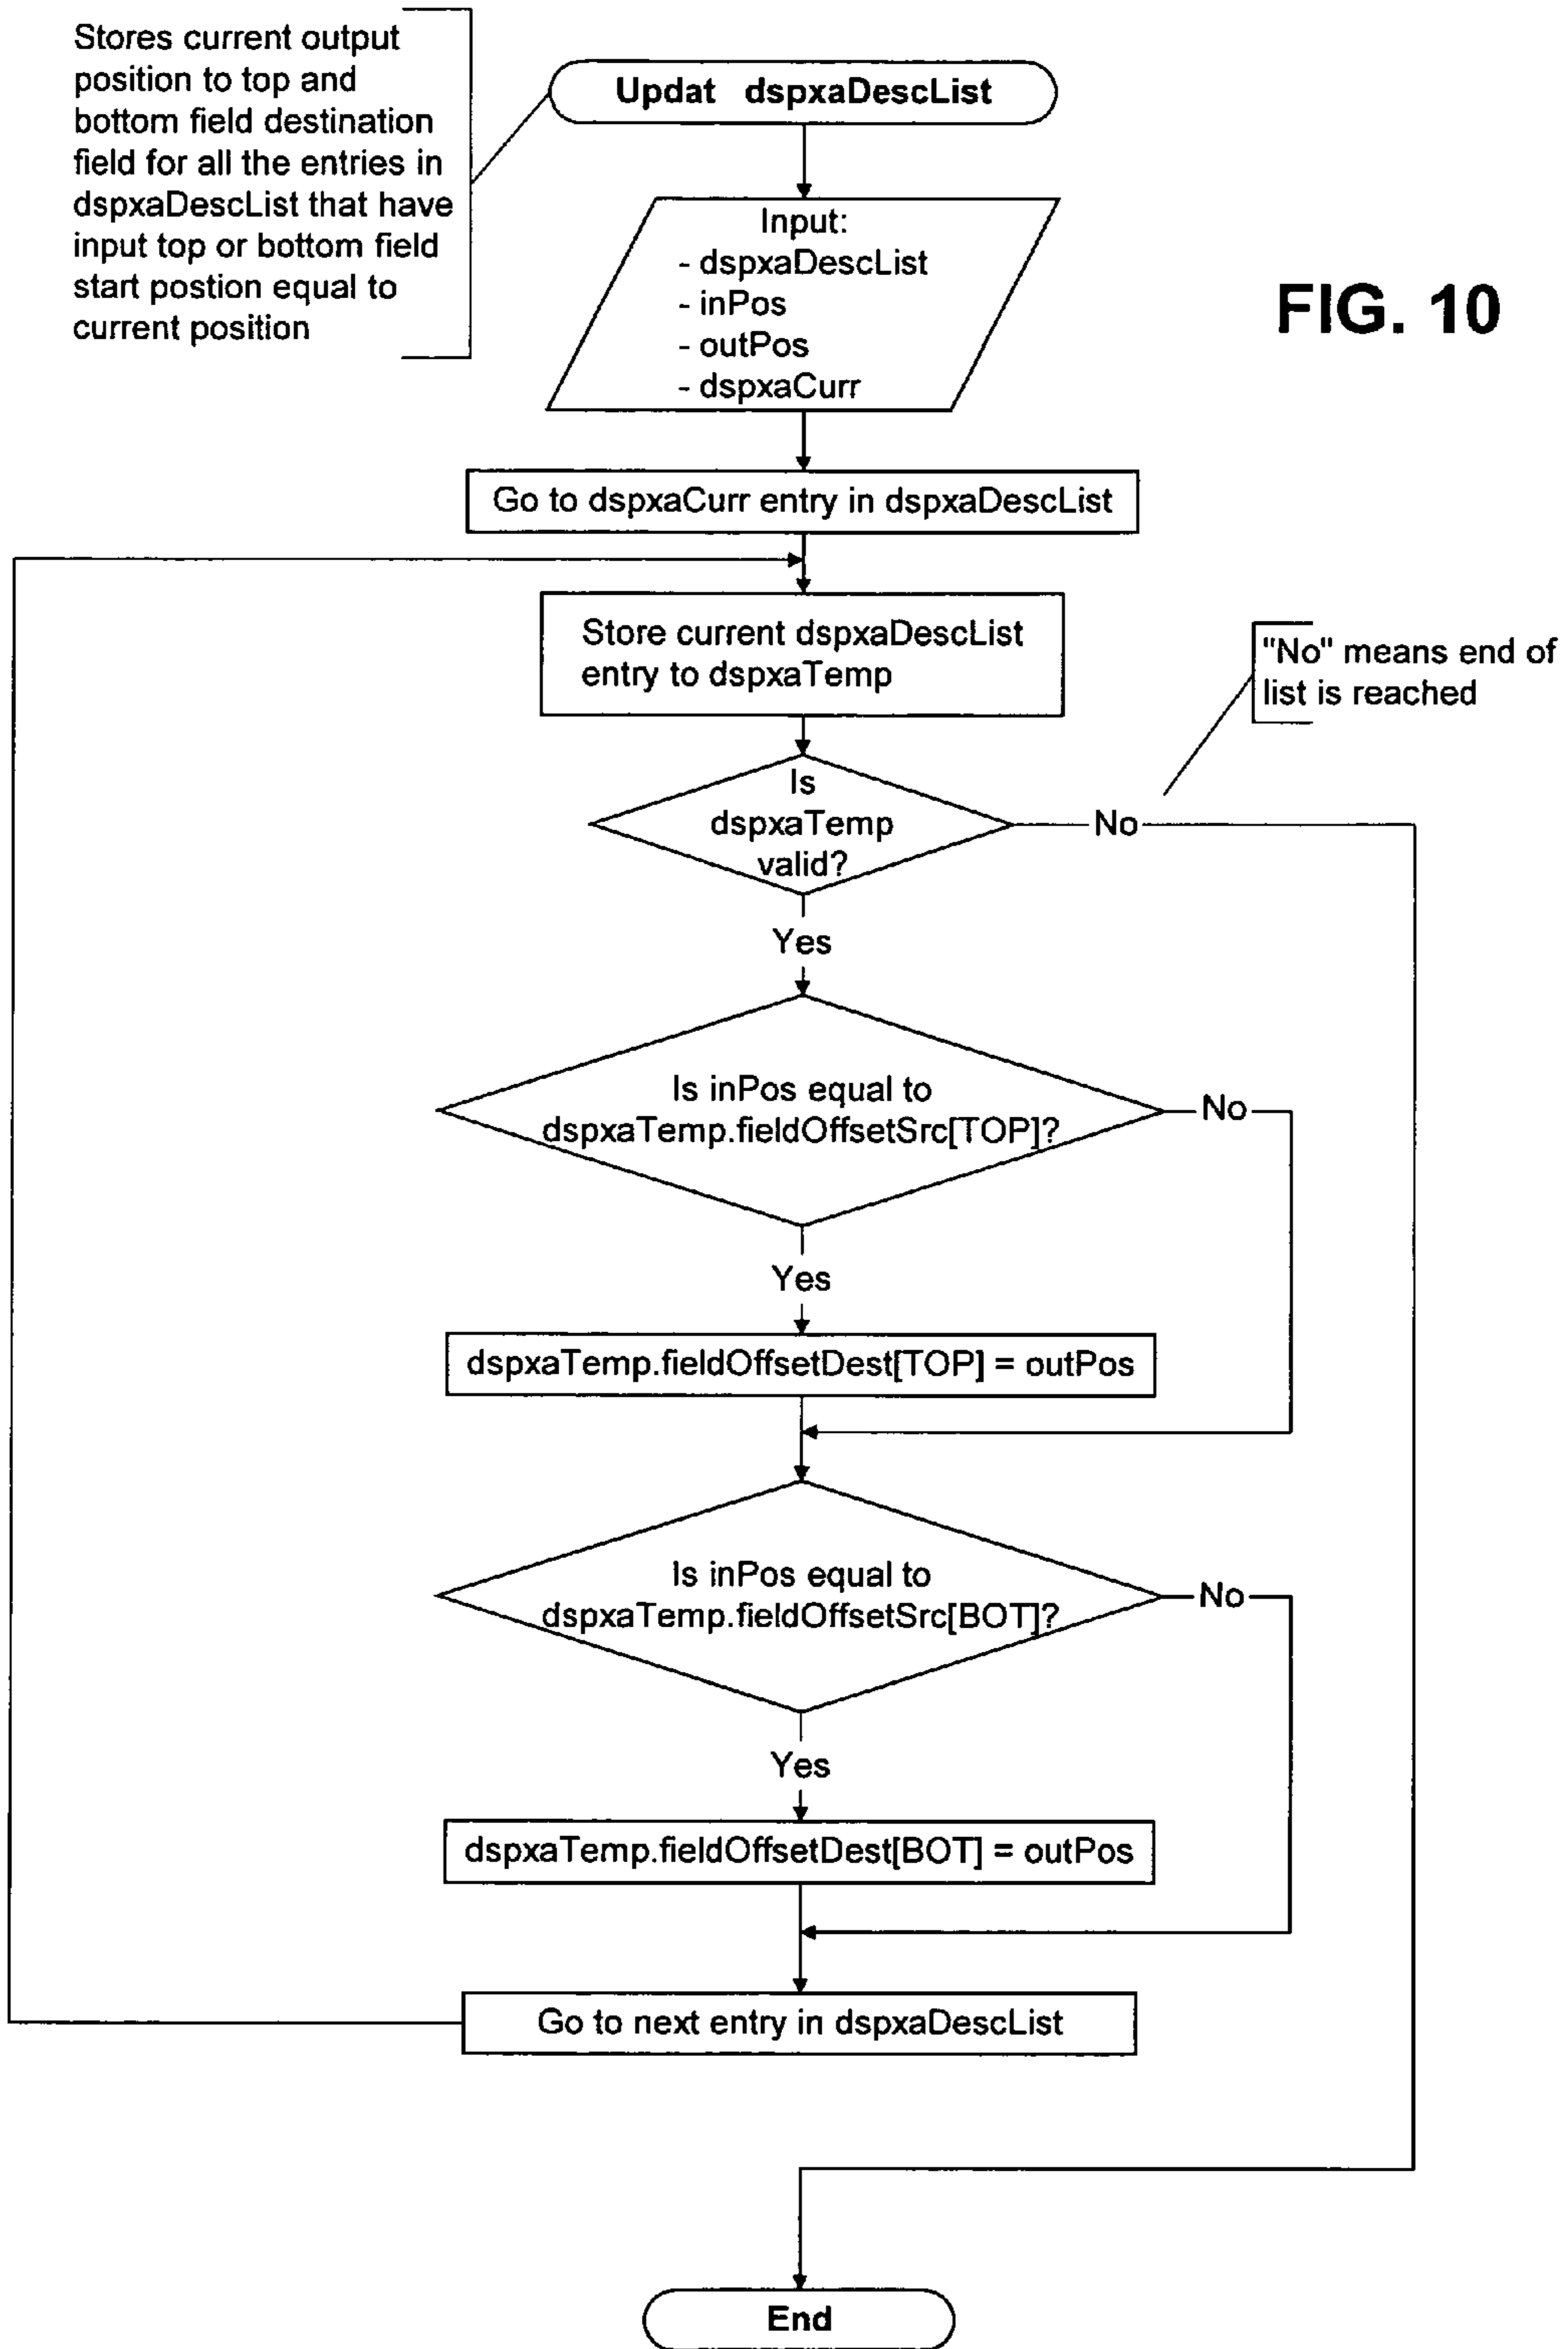 Stores current output
position to top and
bottom field destination
field for all the entries in
dspxaDescList that have
input top or bottom field
start postion equal to
current position
Updat dspxaDescList
Input:
- dspxaDescList
- inPos
- outPos
- dspxaCurr
FIG. 10
Go to dspxaCurr entry in dspxaDescList
Store current dspxaDescList
entry to dspxaTemp
"No" means end of
list is reached
Is
dspxaTemp
valid?
No
Yes
Is inPos equal to
dspxaTemp.fieldOffsetSrc[TOP]?
No
Yes
dspxaTemp.fieldOffsetDest[TOP] = outPos
Is inPos equal to
dspxaTemp.fieldOffsetSrc[BOT]?
No
Yes
dspxaTemp.fieldOffsetDest[BOT] = outPos
Go to next entry in dspxaDescList
End